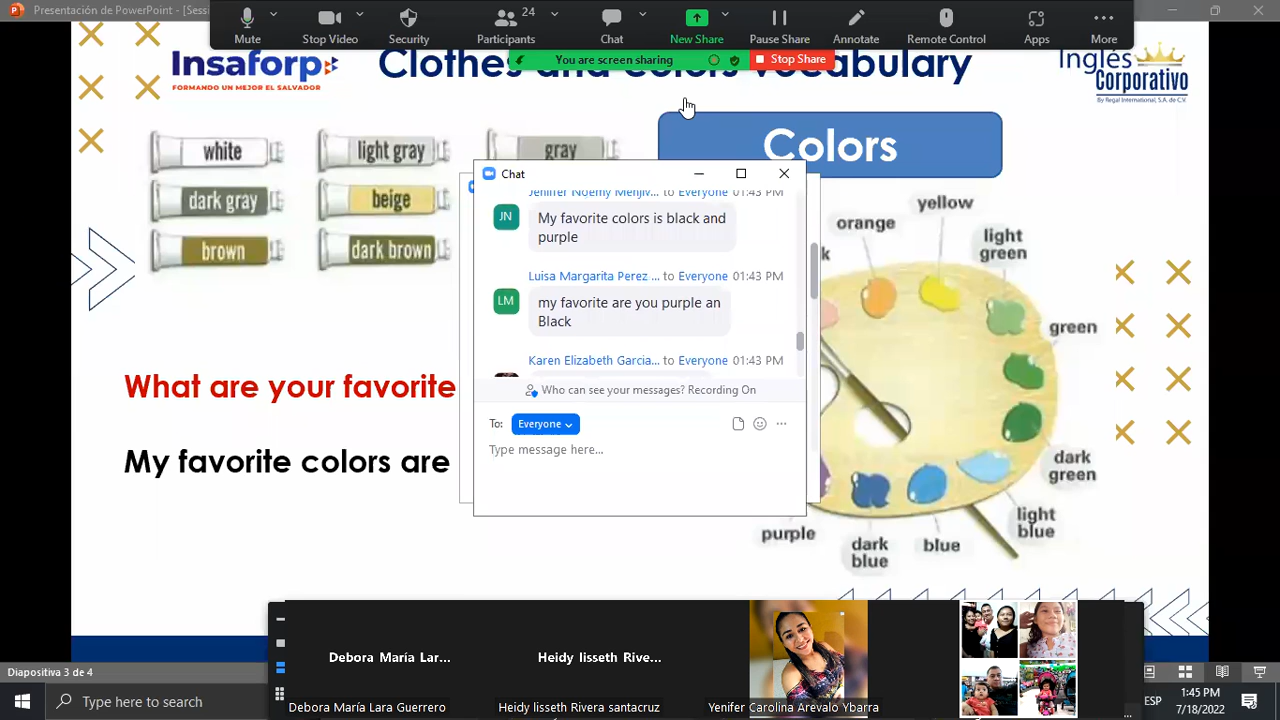 Presentación de PowerPoint - [Sesi
Mute
Stop Video
Security
24
Participants
Chat
New Share
Pause Share
Annotate
Remote Control
Apps
More
You are screen sharing
Stop Share
Insaforp
FORMANDO UN MEJOR EL SALVADOR
Clothes and colors vocabulary
Inglés
Corporativo
By Regal International, S.A. de C.V.
Colors
white
light gray
gray
dark gray
beige
brown
dark brown
Chat
Jenifer Noemy Menjiv... to Everyone 01:43 PM
JN
My favorite colors is black and
purple
Luisa Margarita Perez ... to Everyone 01:43 PM
LM
my favorite are you purple an
Black
Karen Elizabeth Garcia... to Everyone 01:43 PM
Who can see your messages? Recording On
To: Everyone
Type message here...
What are your favorite
My favorite colors are
k
orange
yellow
light
green
green
dark
green
light
blue
blue
dark
blue
purple
Debora María Lar...
Heidy lisseth Rive...
Debora María Lara Guerrero
Heidy lisseth Rivera santacruz
Yenifer Carolina Arevalo Ybarra
Diapositiva 3 de 4
Type here to search
ESP
1:45 PM
7/18/2022